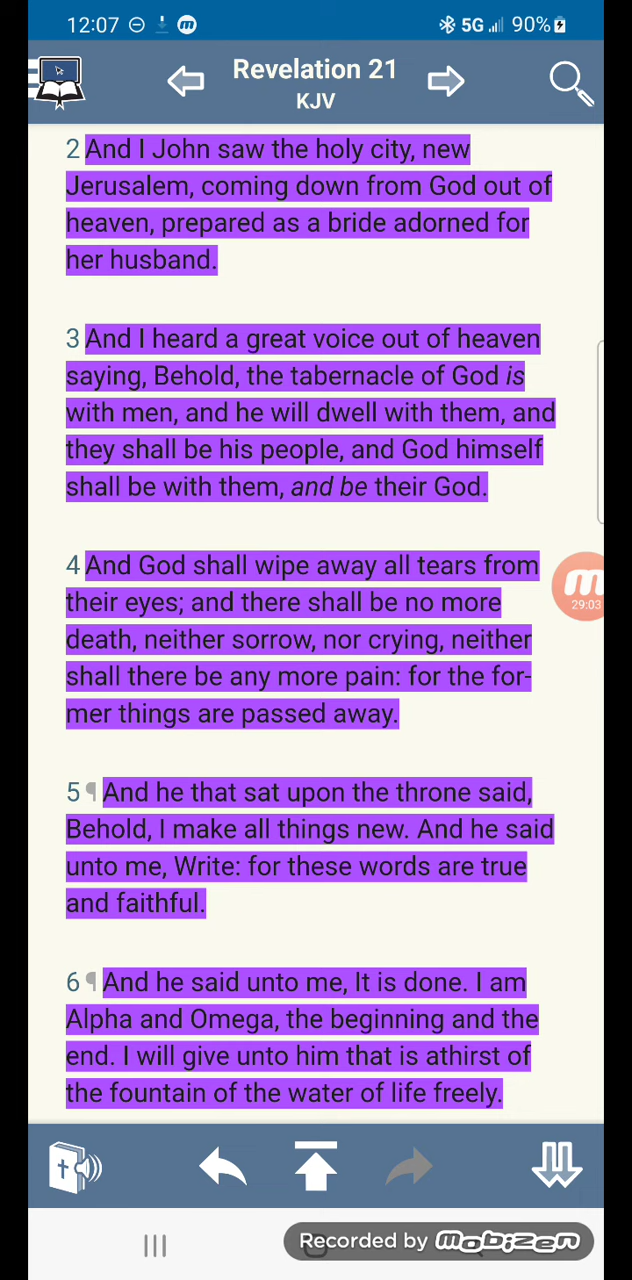 12:07
5G 90%
Revelation 21
KJV
2 And I John saw the holy city, new
Jerusalem, coming down from God out of
heaven, prepared as a bride adorned for
her husband.
3 And I heard a great voice out of heaven
saying, Behold, the tabernacle of God is
with men, and he will dwell with them, and
they shall be his people, and God himself
shall be with them, and be their God.
4 And God shall wipe away all tears from
their eyes; and there shall be no more
death, neither sorrow, nor crying, neither
shall there be any more pain: for the for-
mer things are passed away.
29:03
5 ¶ And he that sat upon the throne said,
Behold, I make all things new. And he said
unto me, Write: for these words are true
and faithful.
6 ¶ And he said unto me, It is done. I am
Alpha and Omega, the beginning and the
end. I will give unto him that is athirst of
the fountain of the water of life freely.
Recorded by mobizen